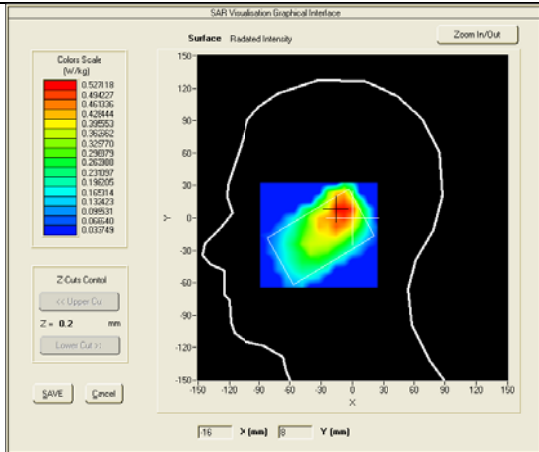 SAR Visualisation Graphical Interface
Surface Radiated Intensity
Zoom In/Out
Colors Scale
(W/kg)
0.527118
0.494227
0.461336
0.428444
0.395553
0.362662
0.329770
0.296879
0.263988
0.231097
0.198205
0.165314
0.132423
0.099531
0.066640
0.033749
Z-Cuts Control
<< Upper Cu
Z = 0.2 mm
Lower Cut >>
SAVE
Cancel
150
120
90
60
30
0
-30
-60
-90
-120
-150
Y
-150 -120 -90 -60 -30 0 30 60 90 120 150
X
-16 X (mm) 8 Y (mm)